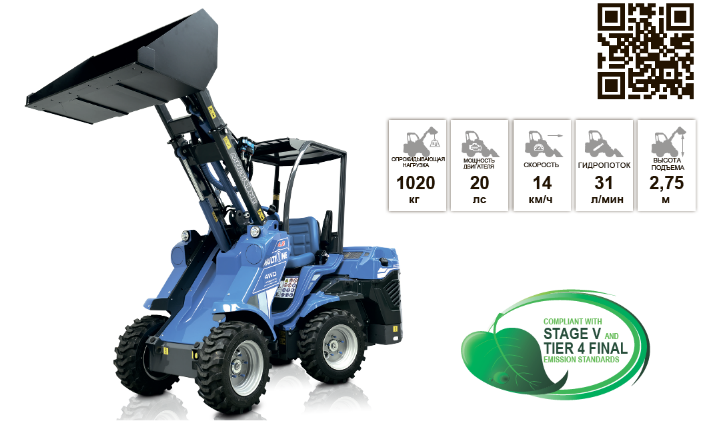 ОПРОКИДЫВАЮЩАЯ
НАГРУЗКА
1020
кг
МОЩНОСТЬ
ДВИГАТЕЛЯ
20
лс
СКОРОСТЬ
14
км/ч
ГИДРОПОТОК
31
л/мин
ВЫСОТА
ПОДЪЕМА
2,75
м
4WD
COMPLIANT WITH
STAGE V AND
TIER 4 FINAL
EMISSION STANDARDS